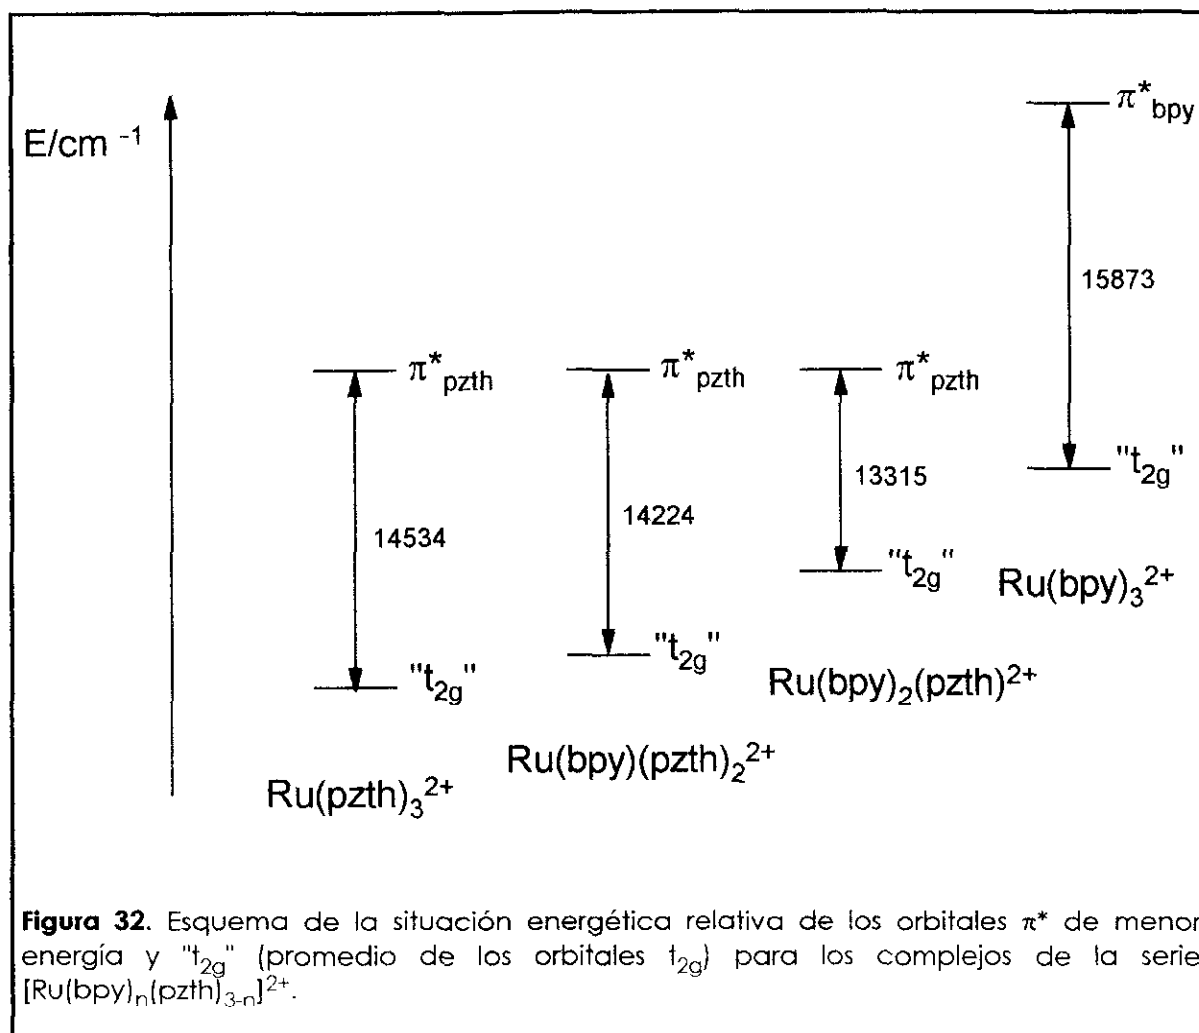 π*bpy
E/cm -1
15873
π*pzth
π*pzth
π*pzth
"t2g"
13315
14224
14534
"t2g"
Ru(bpy)3 2+
"t2g"
Ru(bpy)2(pzth)2+
"t2g"
Ru(bpy)(pzth)2 2+
Ru(pzth)3 2+
Figura 32. Esquema de la situación energética relativa de los orbitales π* de menor
energía y "t2g" (promedio de los orbitales t2g) para los complejos de la serie
[Ru(bpy)n(pzth)3-n]2+.